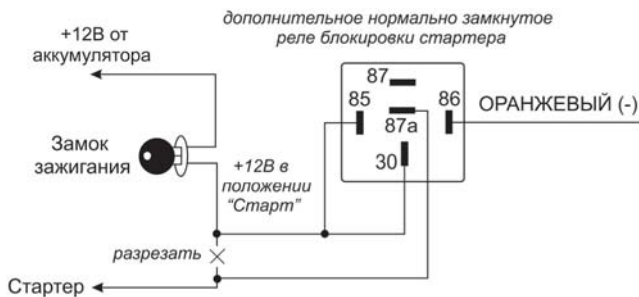 дополнительное нормально замкнутое
реле блокировки стартера
+12В от
аккумулятора
87
85
86
87а
30
ОРАНЖЕВЫЙ (-)
Замок
зажигания
+12В в
положении
“Старт”
разрезать
Стартер